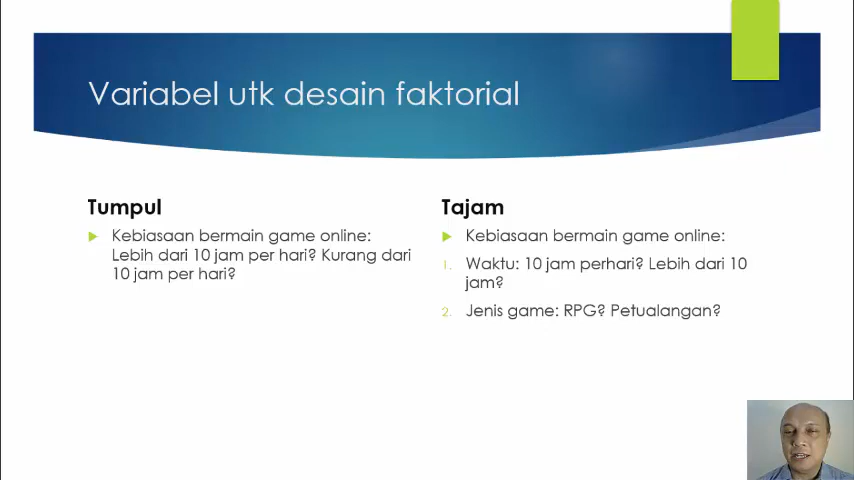 Variabel utk desain faktorial
Tumpul
Kebiasaan bermain game online:
Lebih dari 10 jam per hari? Kurang dari
10 jam per hari?
Tajam
Kebiasaan bermain game online:
1. Waktu: 10 jam perhari? Lebih dari 10
jam?
2. Jenis game: RPG? Petualangan?